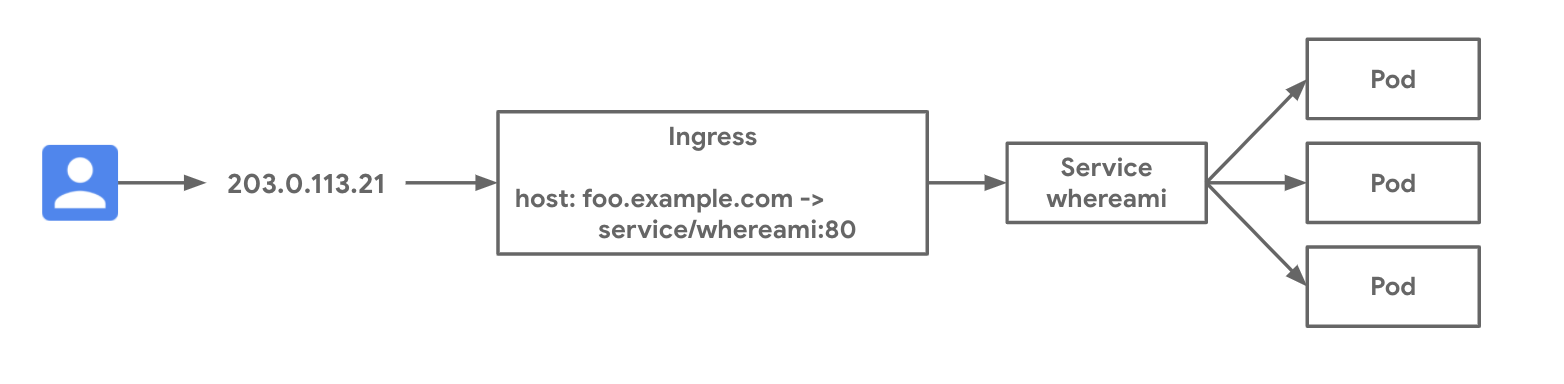 203.0.113.21
Ingress
host: foo.example.com ->
service/whereami:80
Service
whereami
Pod
Pod
Pod